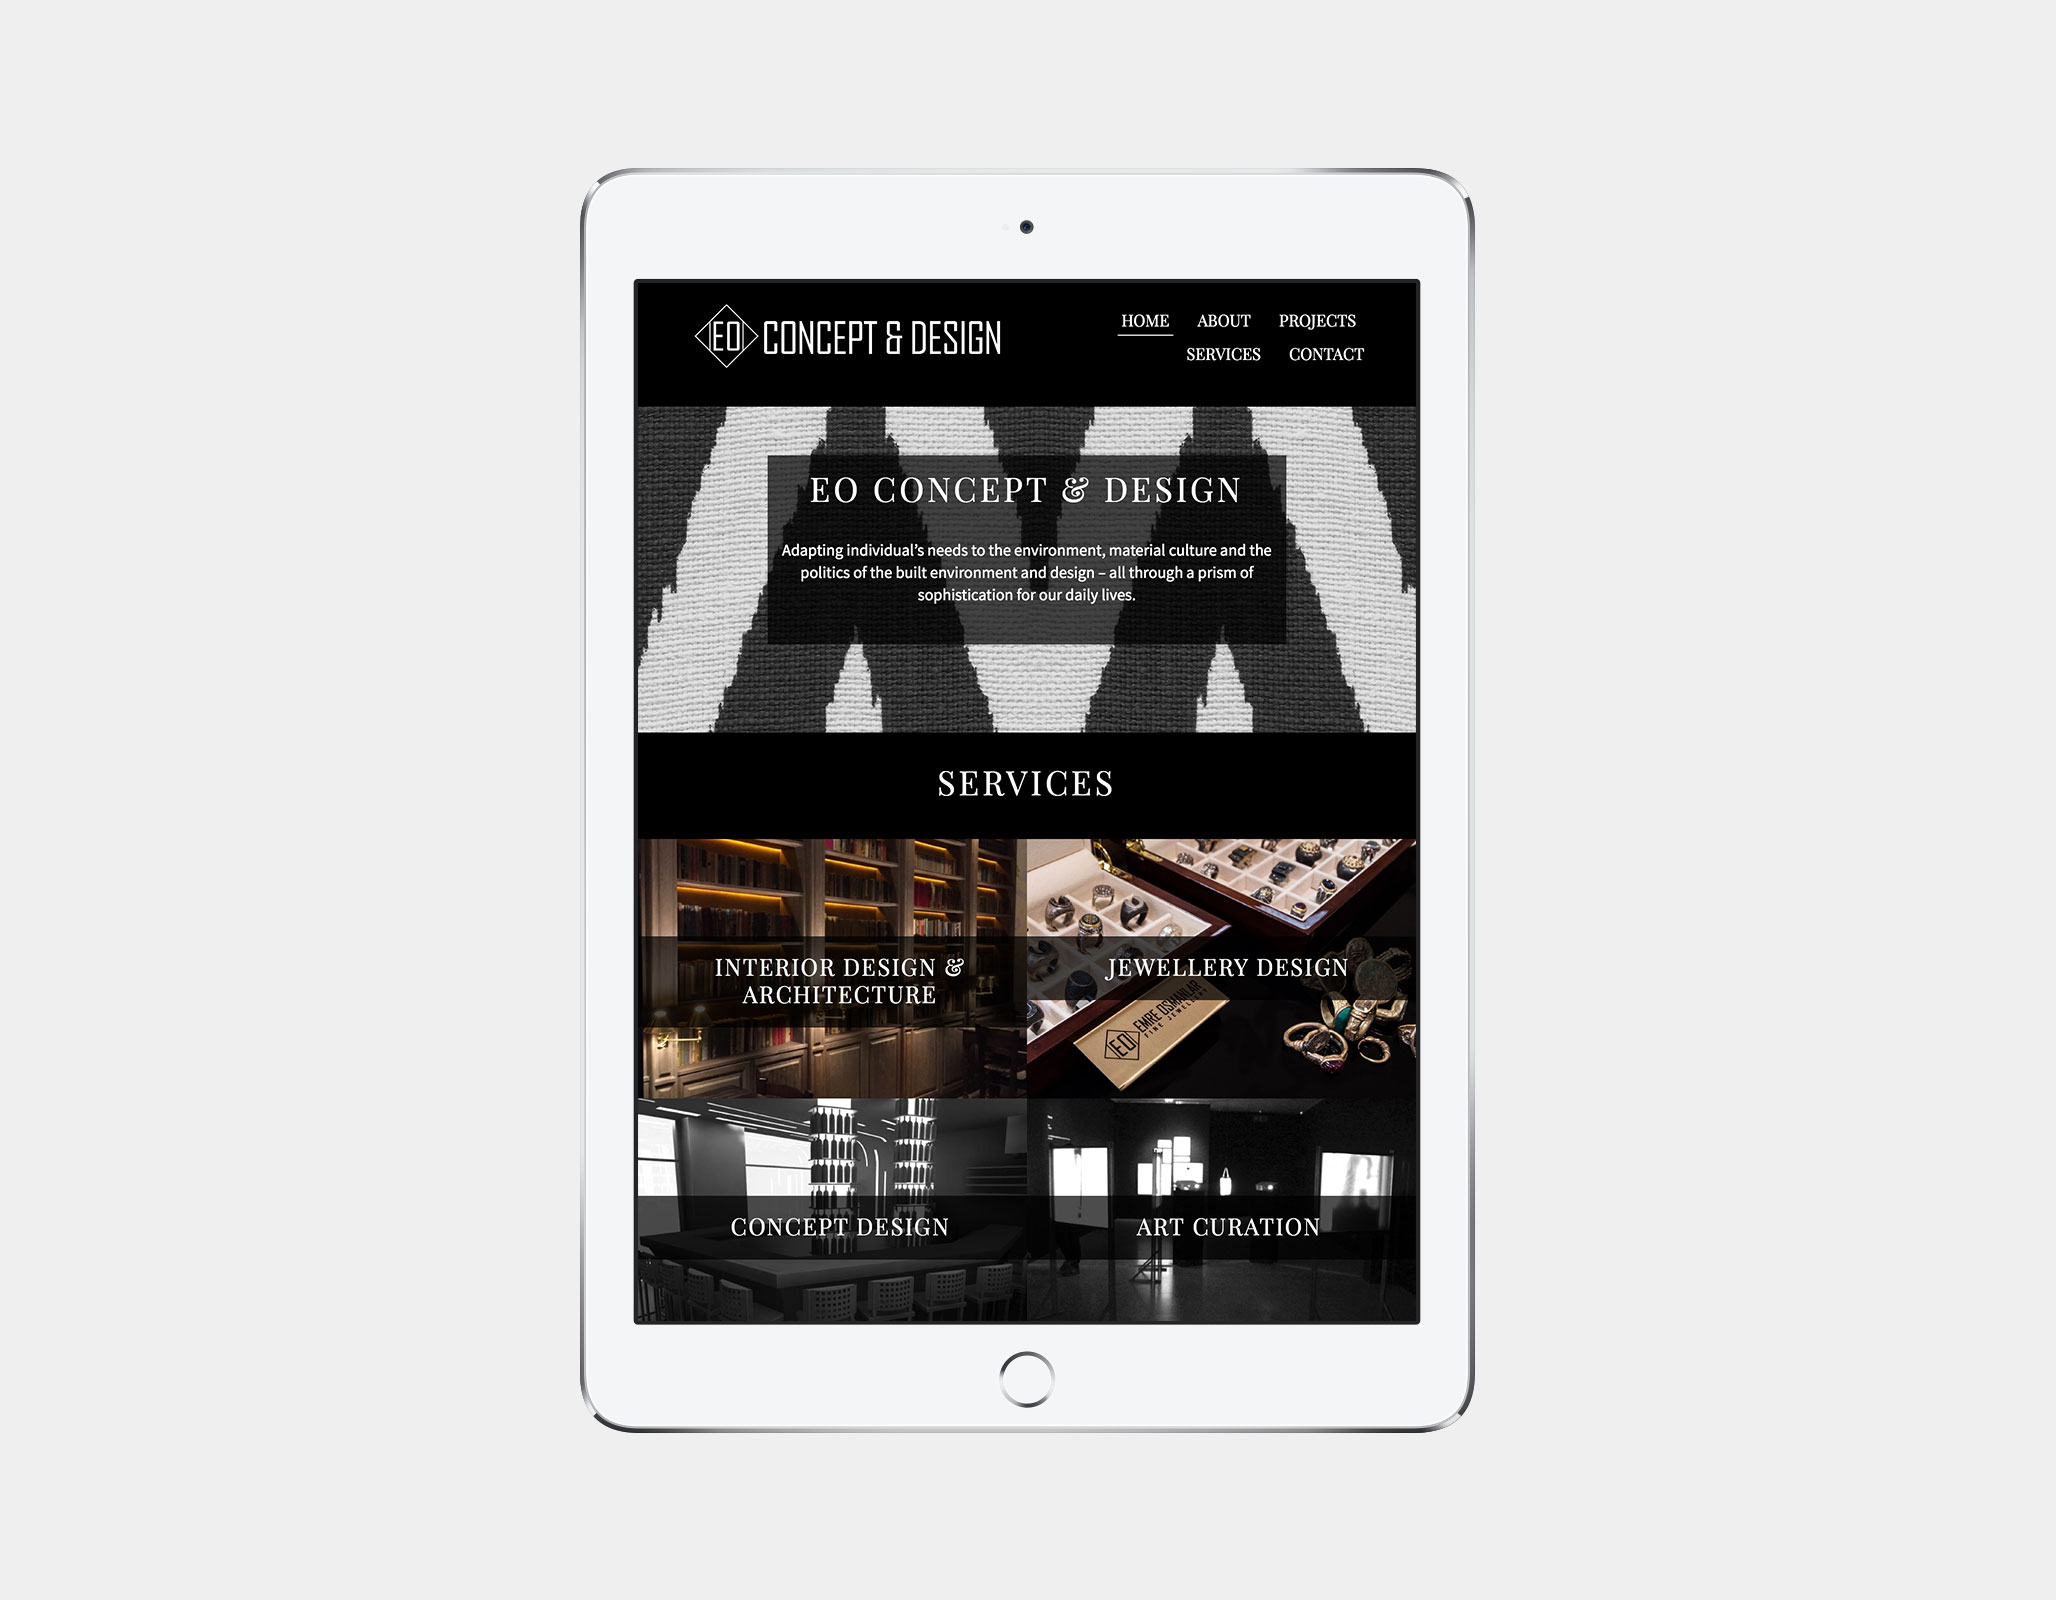 EO CONCEPT & DESIGN
HOME ABOUT PROJECTS
SERVICES CONTACT
EO CONCEPT & DESIGN
Adapting individual’s needs to the environment, material culture and the
politics of the built environment and design – all through a prism of
sophistication for our daily lives.
SERVICES
INTERIOR DESIGN &
ARCHITECTURE
JEWELLERY DESIGN
EO EMRE OSMANLAR
FINE JEWELLERY
CONCEPT DESIGN
ART CURATION